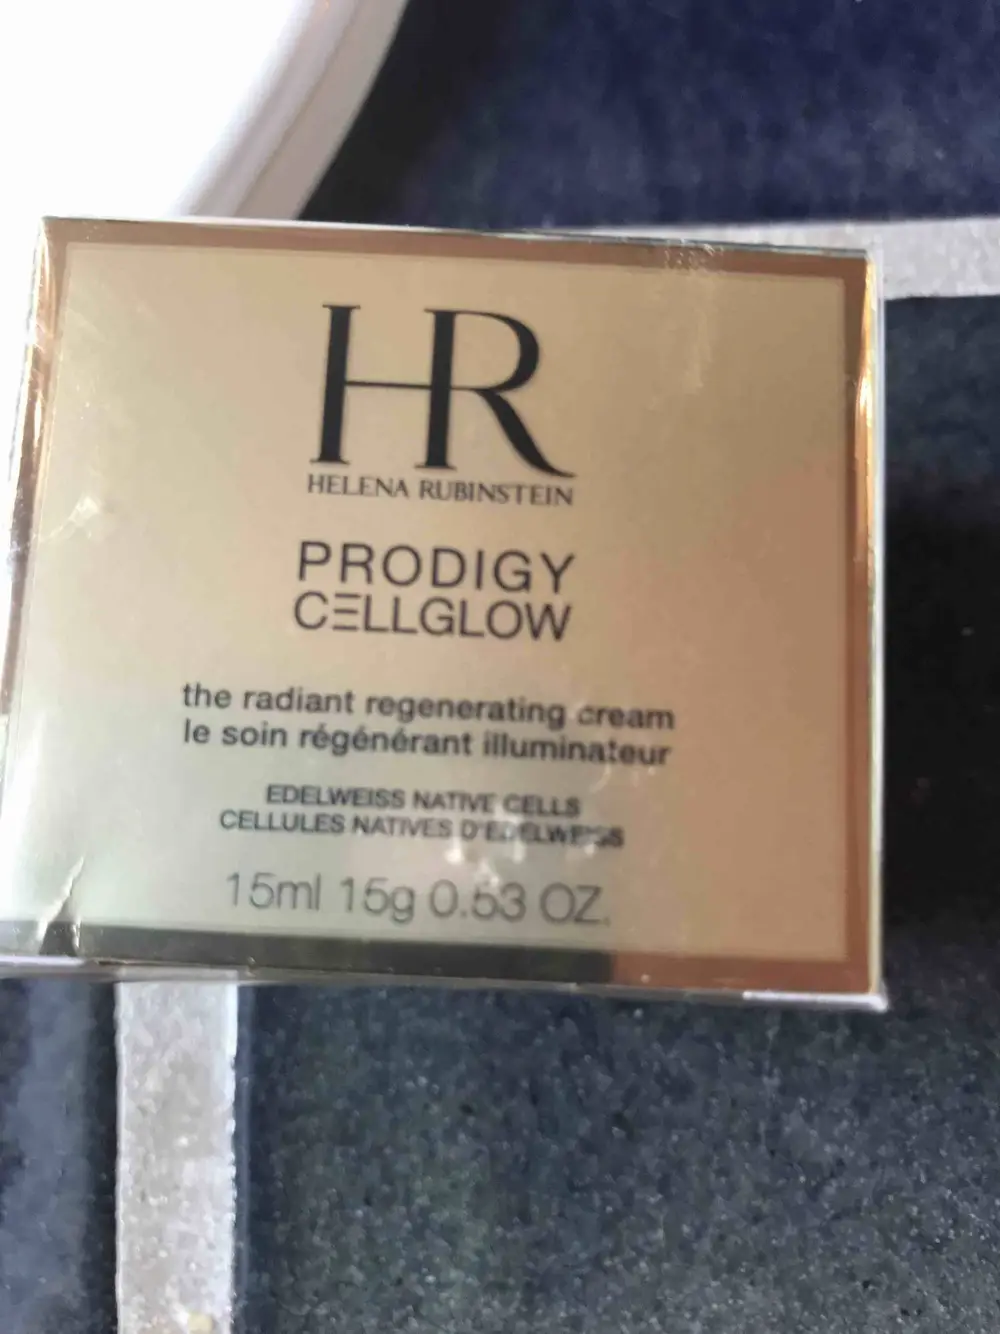 HR
HELENA RUBINSTEIN
PRODIGY
CELLGLOW
the radiant regenerating cream
le soin régénérant illuminateur
EDELWEISS NATIVE CELLS
CELLULES NATIVES D'EDELWEISS
15ml 15g 0.53 OZ.